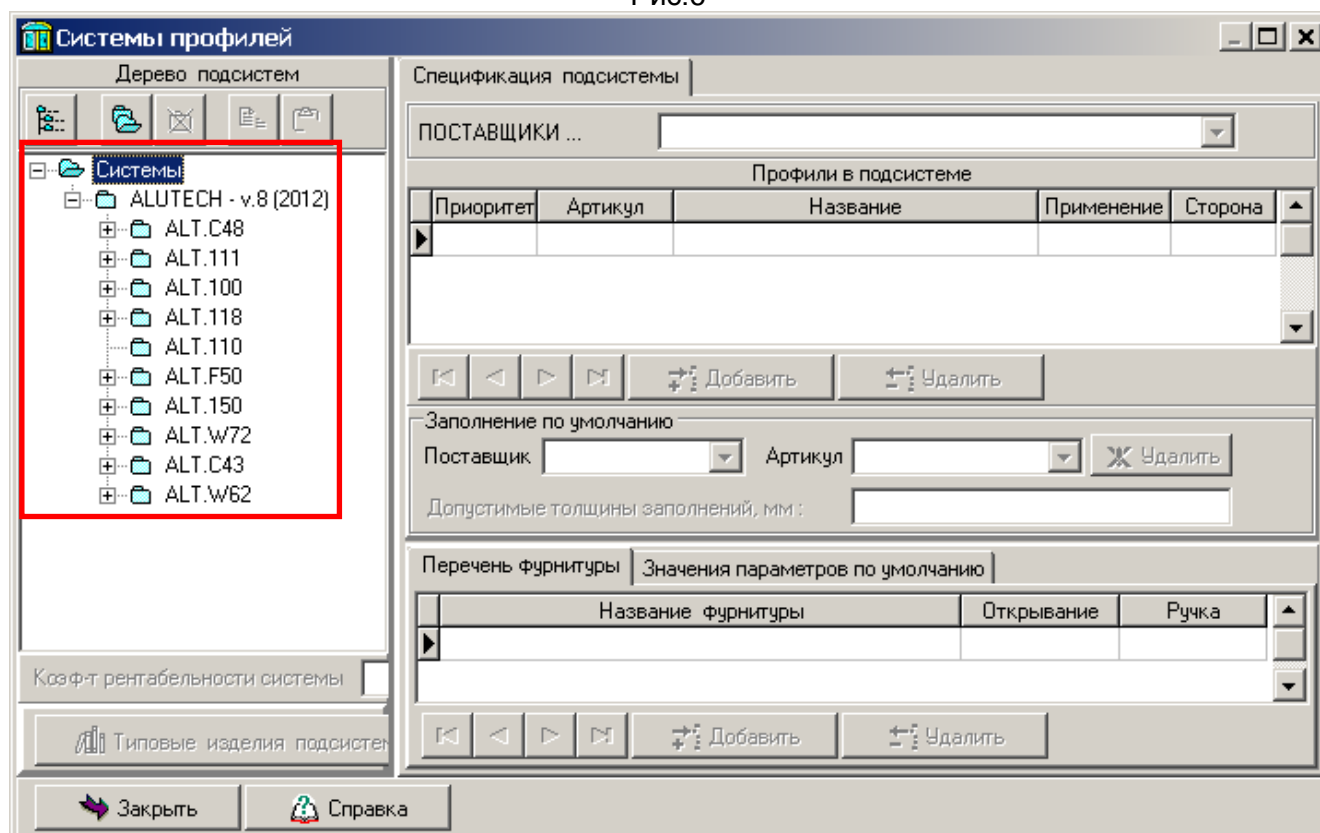 Системы профилей
Дерево подсистем
Системы
ALUTECH - v.8 (2012)
ALT.C48
ALT.111
ALT.100
ALT.118
ALT.110
ALT.F50
ALT.150
ALT.W72
ALT.C43
ALT.W62
Коэф-т рентабельности системы
Типовые изделия подсистем
Спецификация подсистемы
ПОСТАВЩИКИ ...
Профили в подсистеме
Приоритет Артикул Название Применение Сторона
Добавить Удалить
Заполнение по умолчанию
Поставщик Артикул Удалить
Допустимые толщины заполнений, мм :
Перечень фурнитуры Значения параметров по умолчанию
Название фурнитуры Открывание Ручка
Добавить Удалить
Закрыть Справка